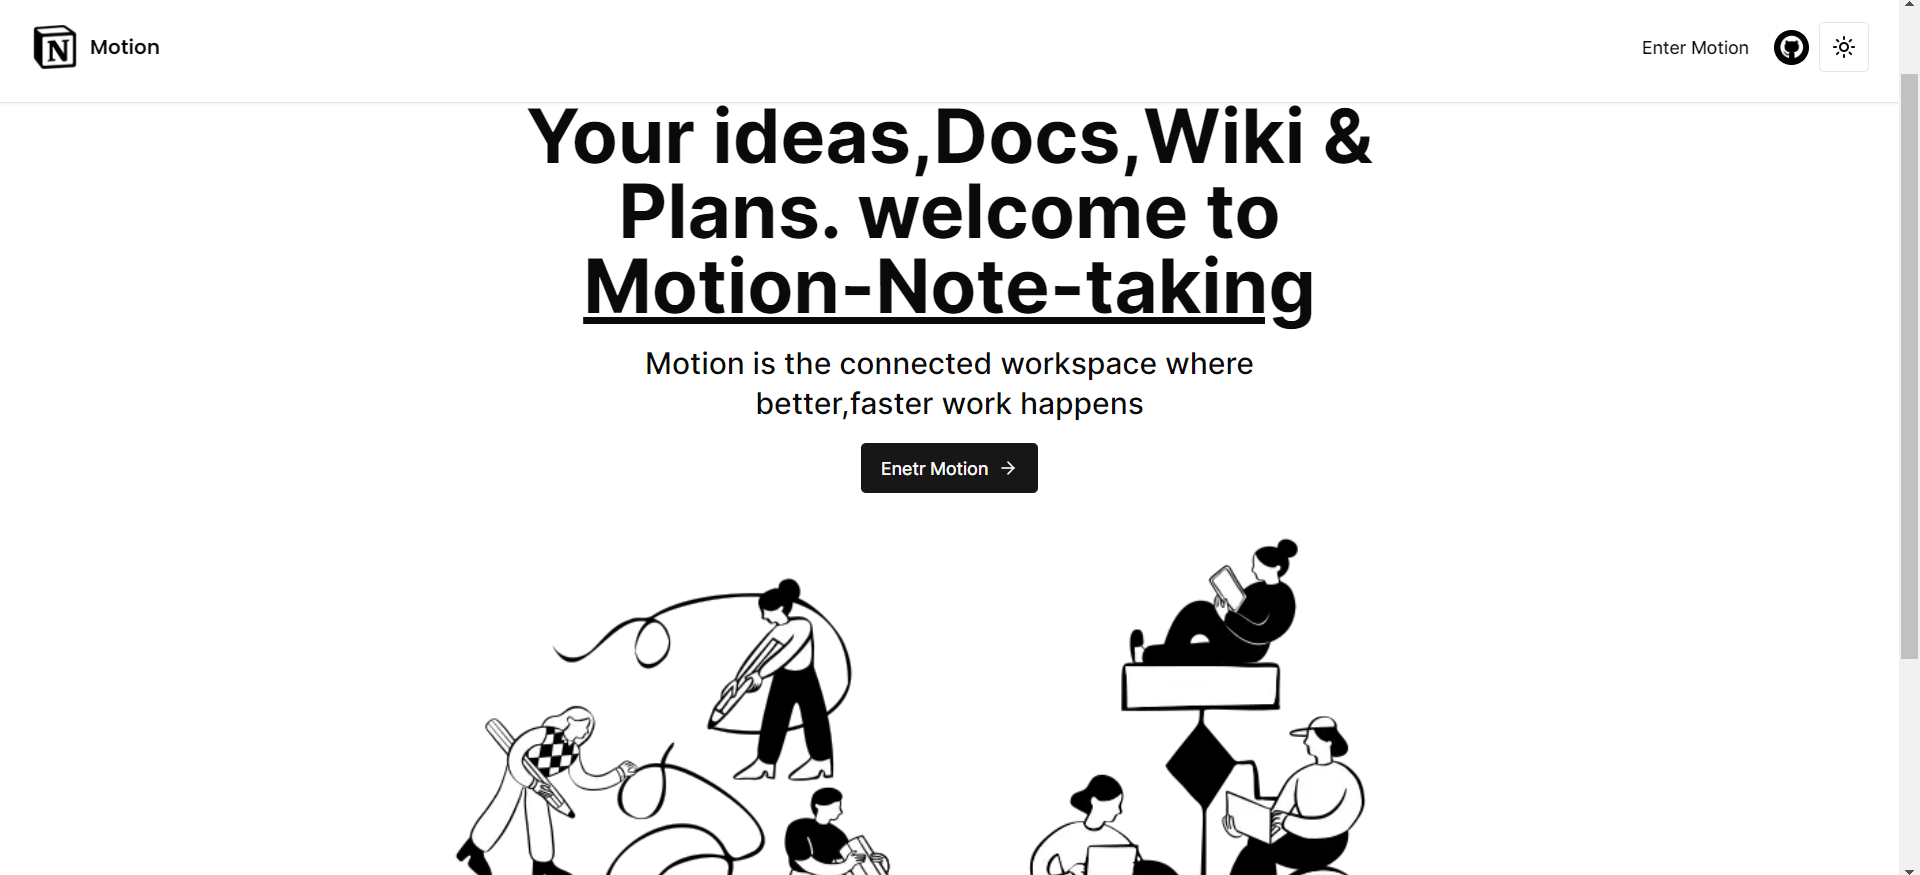 N Motion
Enter Motion
Your ideas,Docs,Wiki &
Plans. welcome to
Motion-Note-taking
Motion is the connected workspace where
better,faster work happens
Enetr Motion →